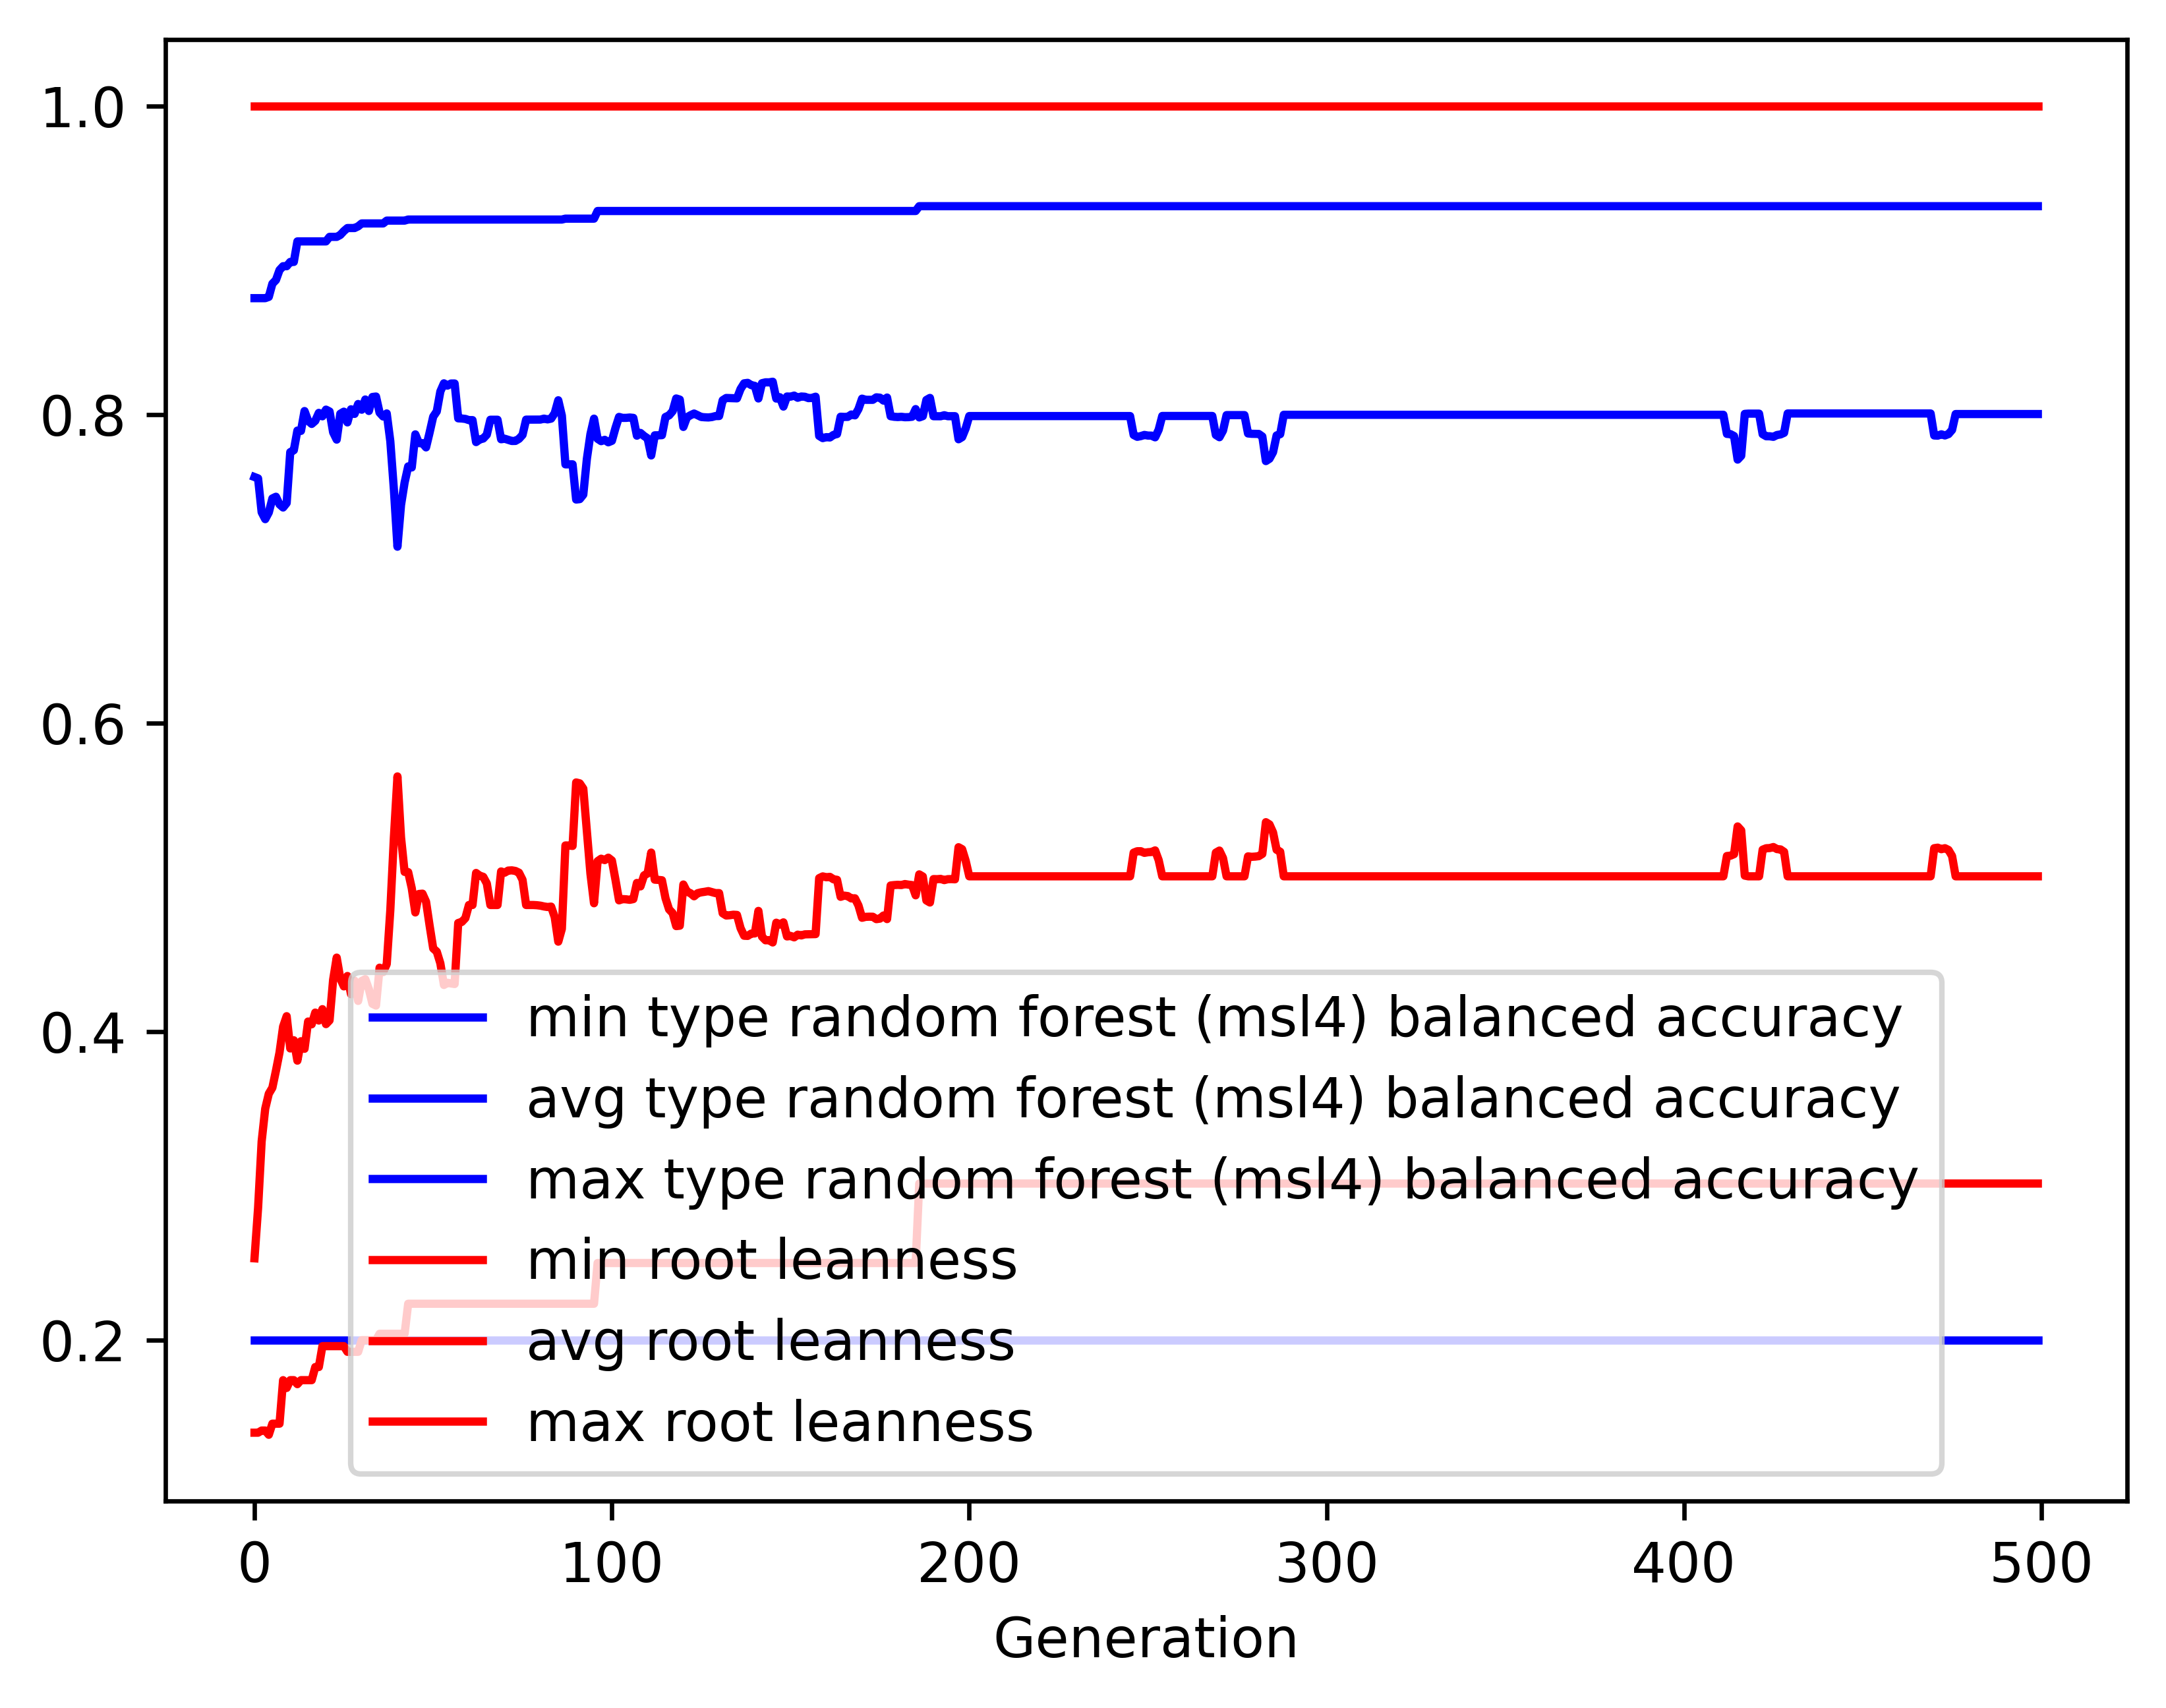 1.0
0.8
0.6
0.4
0.2
min type random forest (msl4) balanced accuracy
avg type random forest (msl4) balanced accuracy
max type random forest (msl4) balanced accuracy
min root leanness
avg root leanness
max root leanness
0 100 200 300 400 500
Generation